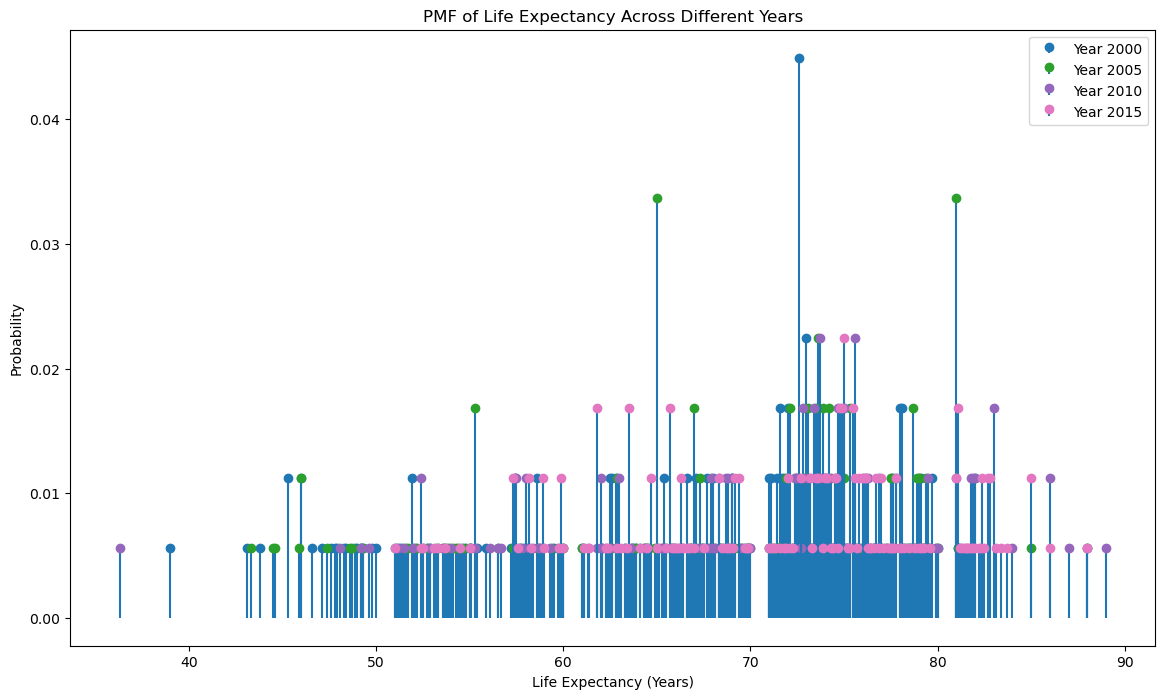 PMF of Life Expectancy Across Different Years
Year 2000
Year 2005
Year 2010
Year 2015
Probability
0.04
0.03
0.02
0.01
0.00
40
50
60
70
80
90
Life Expectancy (Years)